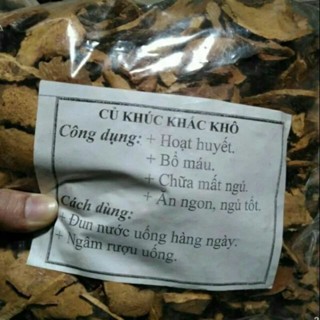 CỦ KHÚC KHẮC KHÔ
Công dụng: + Hoạt huyết.
+ Bổ máu.
+ Chữa mất ngủ.
+ Ăn ngon, ngủ tốt.
Cách dùng:
+ Đun nước uống hàng ngày.
+ Ngâm rượu uống.